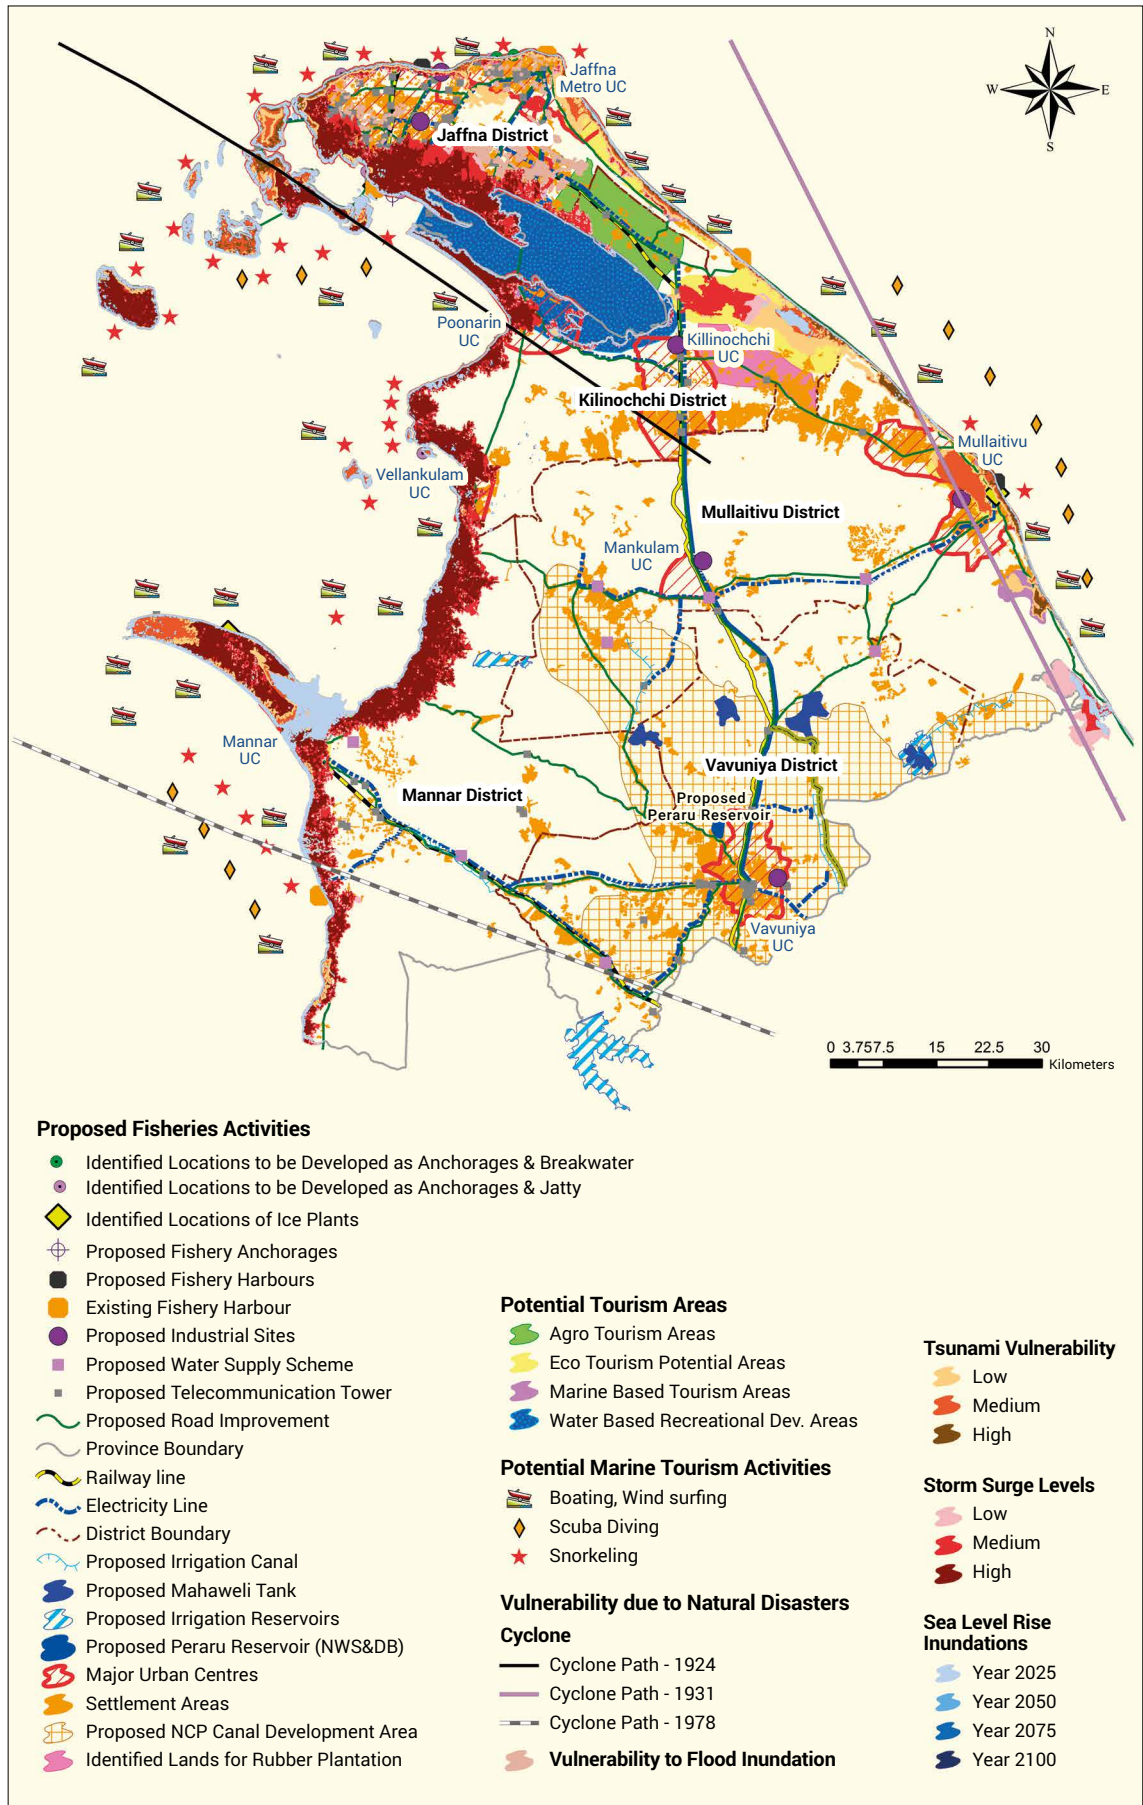 N
W
E
S
Jaffna
Metro UC
Jaffna District
Poonarin
UC
Killinochchi
UC
Kilinochchi District
Mullaitivu
UC
Vellankulam
UC
Mullaitivu District
Mankulam
UC
Mannar
UC
Vavuniya District
Mannar District
Proposed
Peraru Reservoir
Vavuniya
UC
0 3.757.5 15 22.5 30
Kilometers
Proposed Fisheries Activities
Identified Locations to be Developed as Anchorages & Breakwater
Identified Locations to be Developed as Anchorages & Jatty
Identified Locations of Ice Plants
Proposed Fishery Anchorages
Proposed Fishery Harbours
Existing Fishery Harbour
Proposed Industrial Sites
Proposed Water Supply Scheme
Proposed Telecommunication Tower
Proposed Road Improvement
Province Boundary
Railway line
Electricity Line
District Boundary
Proposed Irrigation Canal
Proposed Mahaweli Tank
Proposed Irrigation Reservoirs
Proposed Peraru Reservoir (NWS&DB)
Major Urban Centres
Settlement Areas
Proposed NCP Canal Development Area
Identified Lands for Rubber Plantation
Potential Tourism Areas
Agro Tourism Areas
Eco Tourism Potential Areas
Marine Based Tourism Areas
Water Based Recreational Dev. Areas
Potential Marine Tourism Activities
Boating, Wind surfing
Scuba Diving
Snorkeling
Vulnerability due to Natural Disasters
Cyclone
Cyclone Path - 1924
Cyclone Path - 1931
Cyclone Path - 1978
Vulnerability to Flood Inundation
Tsunami Vulnerability
Low
Medium
High
Storm Surge Levels
Low
Medium
High
Sea Level Rise
Inundations
Year 2025
Year 2050
Year 2075
Year 2100